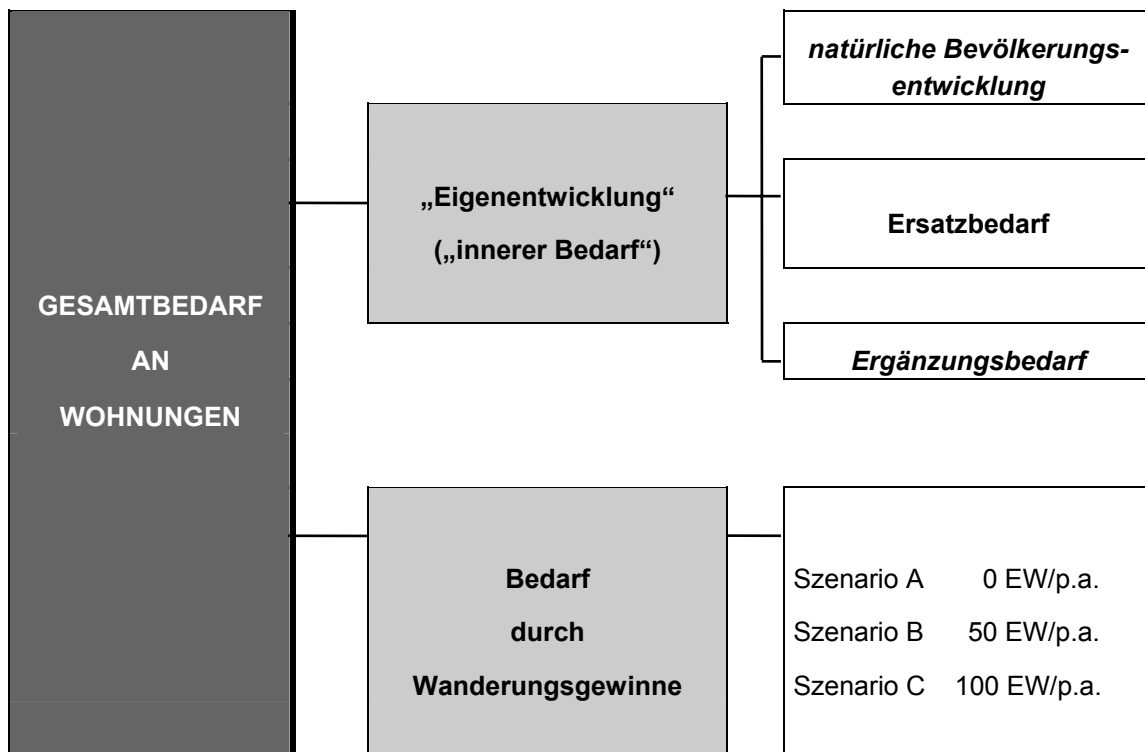 GESAMTBEDARF
AN
WOHNUNGEN
„Eigenentwicklung“
(„innerer Bedarf“)
natürliche Bevölkerungs-
entwicklung
Ersatzbedarf
Ergänzungsbedarf
Bedarf
durch
Wanderungsgewinne
Szenario A 0 EW/p.a.
Szenario B 50 EW/p.a.
Szenario C 100 EW/p.a.